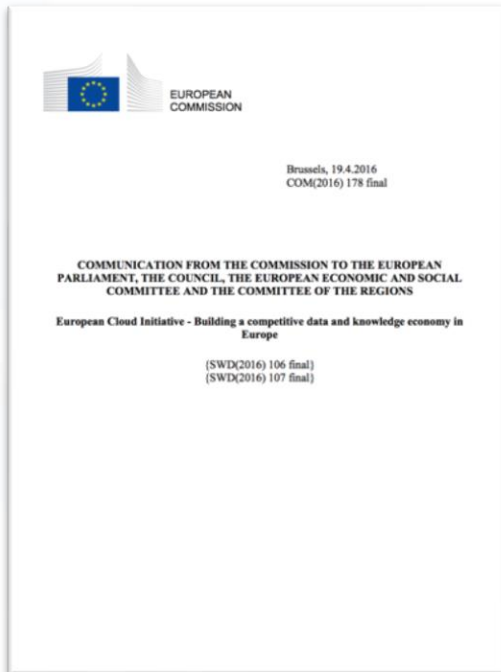 EUROPEAN
COMMISSION
Brussels, 19.4.2016
COM(2016) 178 final
COMMUNICATION FROM THE COMMISSION TO THE EUROPEAN
PARLIAMENT, THE COUNCIL, THE EUROPEAN ECONOMIC AND SOCIAL
COMMITTEE AND THE COMMITTEE OF THE REGIONS
European Cloud Initiative - Building a competitive data and knowledge economy in
Europe
{SWD(2016) 106 final}
{SWD(2016) 107 final}